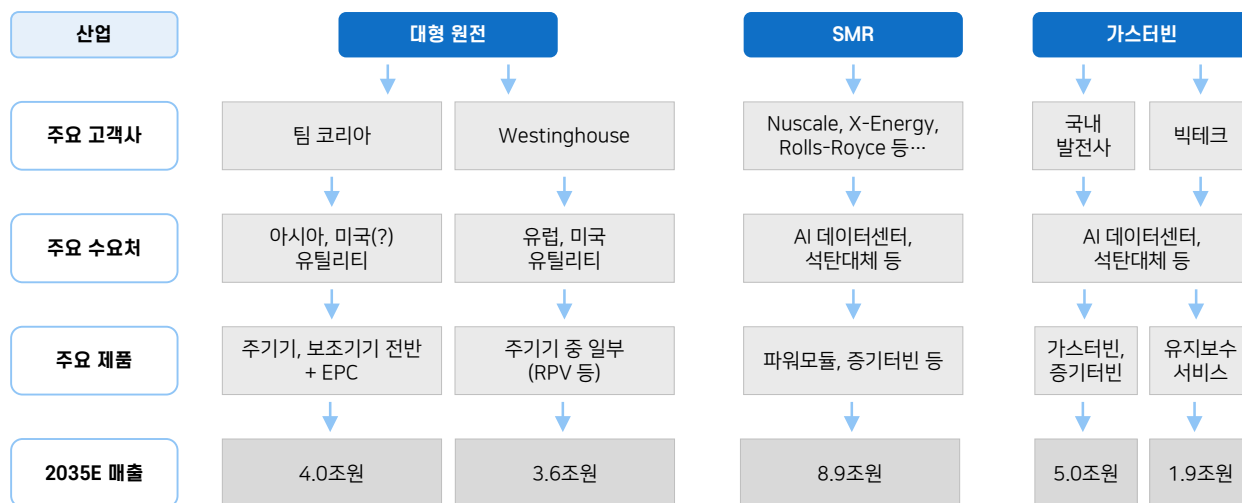 산업
대형 원전
SMR
가스터빈
주요 고객사
팀 코리아
Westinghouse
Nuscale, X-Energy,
Rolls-Royce 등…
국내
발전사
빅테크
주요 수요처
아시아, 미국(?)
유틸리티
유럽, 미국
유틸리티
AI 데이터센터,
석탄대체 등
AI 데이터센터,
석탄대체 등
주요 제품
주기기, 보조기기 전반
+ EPC
주기기 중 일부
(RPV 등)
파워모듈, 증기터빈 등
가스터빈,
증기터빈
유지보수
서비스
2035E 매출
4.0조원
3.6조원
8.9조원
5.0조원
1.9조원